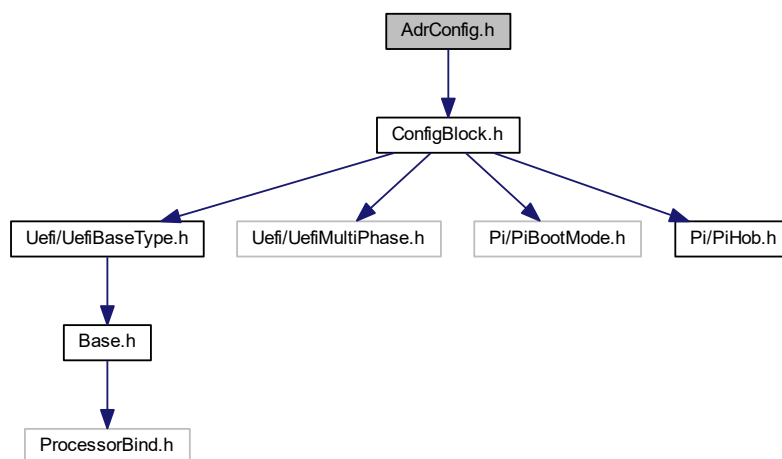 AdrConfig.h
ConfigBlock.h
Uefi/UefiBaseType.h
Uefi/UefiMultiPhase.h
Pi/PiBootMode.h
Pi/PiHob.h
Base.h
ProcessorBind.h